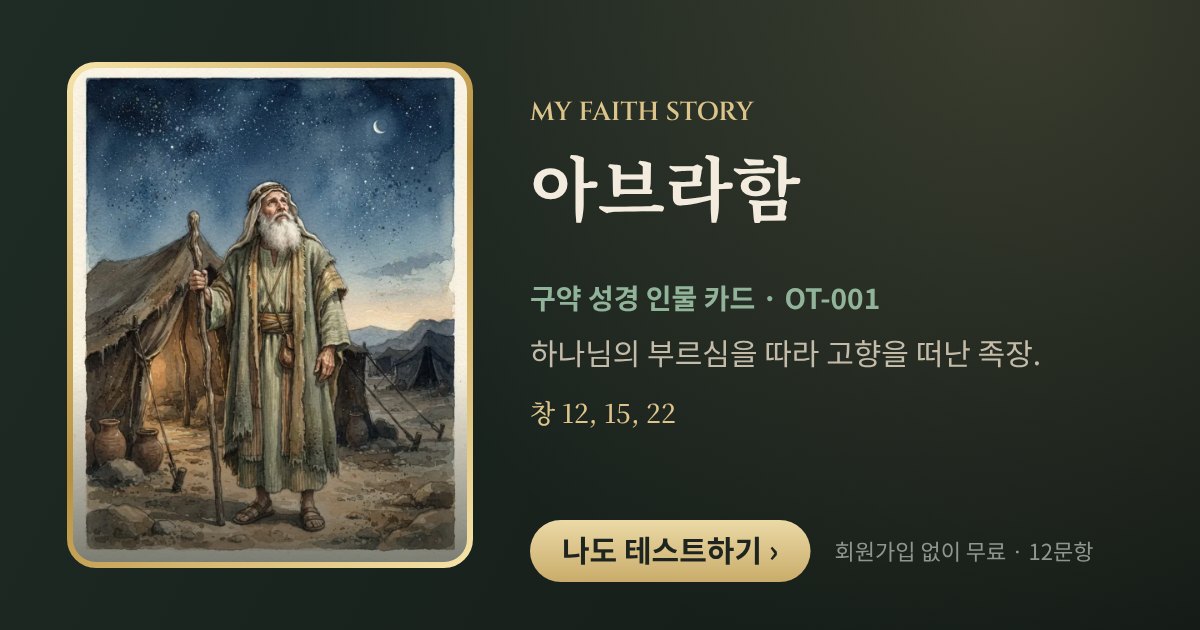 MY FAITH STORY
아브라함
구약 성경 인물 카드 · OT-001
하나님의 부르심을 따라 고향을 떠난 족장.
창 12, 15, 22
나도 테스트하기 ›
회원가입 없이 무료 · 12문항